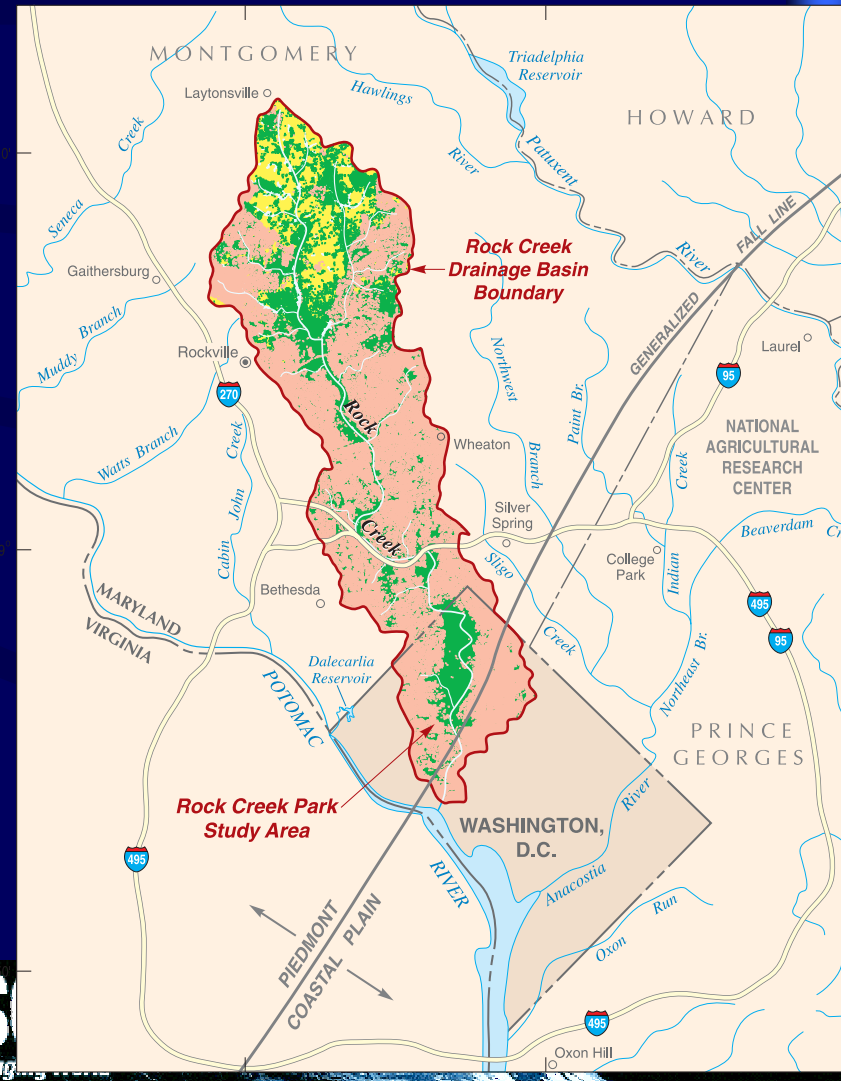 MONTGOMERY
Laytonsville
Triadelphia
Reservoir
Hawlings
River
HOWARD
Patuxent
River
Creek
Seneca
Gaithersburg
Muddy Branch
Rock Creek
Drainage Basin
Boundary
FALL LINE
GENERALIZED
Laurel
95
Rockville
270
Rock
Creek
Northwest
Branch
Paint Br.
Wheaton
NATIONAL
AGRICULTURAL
RESEARCH
CENTER
Watts Branch
Cabin John Creek
Silver
Spring
Sligo
Creek
Indian
Creek
Beaverdam
College
Park
Bethesda
MARYLAND
VIRGINIA
495
95
Dalecarlia
Reservoir
POTOMAC
RIVER
Northeast Br.
PRINCE
GEORGES
Rock Creek Park
Study Area
WASHINGTON,
D.C.
495
Anacostia
River
Oxon Run
PIEDMONT
COASTAL PLAIN
495
Oxon Hill